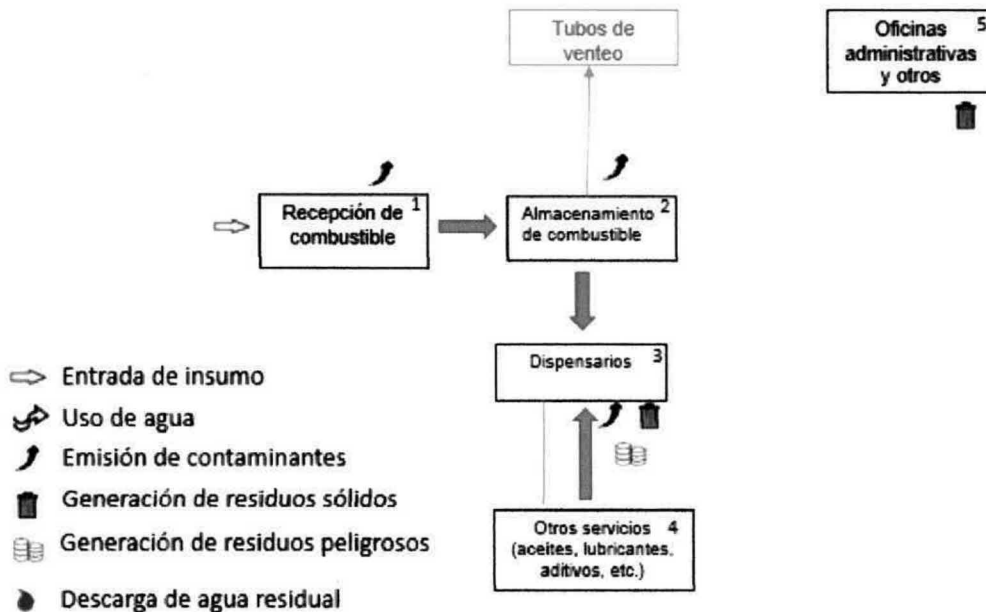 Tubos de
venteo
Oficinas 5
administrativas
y otros
Recepción de 1
combustible
Almacenamiento 2
de combustible
Dispensarios 3
Otros servicios 4
(aceites, lubricantes,
aditivos, etc.)
Entrada de insumo
Uso de agua
Emisión de contaminantes
Generación de residuos sólidos
Generación de residuos peligrosos
Descarga de agua residual